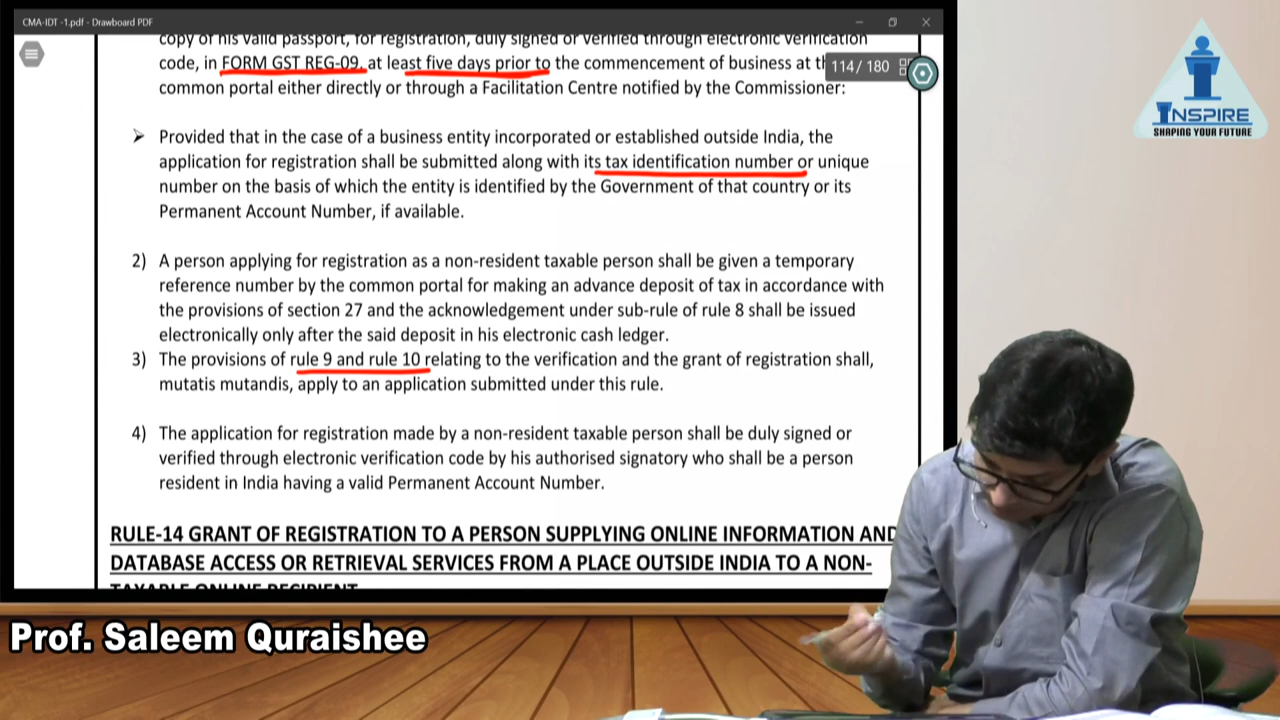 CMA-IDT -1.pdf - Drawboard PDF
copy of his valid passport, for registration, duly signed or verified through electronic verification
code, in FORM GST REG-09, at least five days prior to the commencement of business at
114 / 180
common portal either directly or through a Facilitation Centre notified by the Commissioner:
➢ Provided that in the case of a business entity incorporated or established outside India, the
application for registration shall be submitted along with its tax identification number or unique
number on the basis of which the entity is identified by the Government of that country or its
Permanent Account Number, if available.
2) A person applying for registration as a non-resident taxable person shall be given a temporary
reference number by the common portal for making an advance deposit of tax in accordance with
the provisions of section 27 and the acknowledgement under sub-rule of rule 8 shall be issued
electronically only after the said deposit in his electronic cash ledger.
3) The provisions of rule 9 and rule 10 relating to the verification and the grant of registration shall,
mutatis mutandis, apply to an application submitted under this rule.
4) The application for registration made by a non-resident taxable person shall be duly signed or
verified through electronic verification code by his authorised signatory who shall be a person
resident in India having a valid Permanent Account Number.
RULE-14 GRANT OF REGISTRATION TO A PERSON SUPPLYING ONLINE INFORMATION AND
DATABASE ACCESS OR RETRIEVAL SERVICES FROM A PLACE OUTSIDE INDIA TO A NON-
TAXABLE ONLINE RECIPIENT
INSPIRE
SHAPING YOUR FUTURE
Prof. Saleem Quraishee